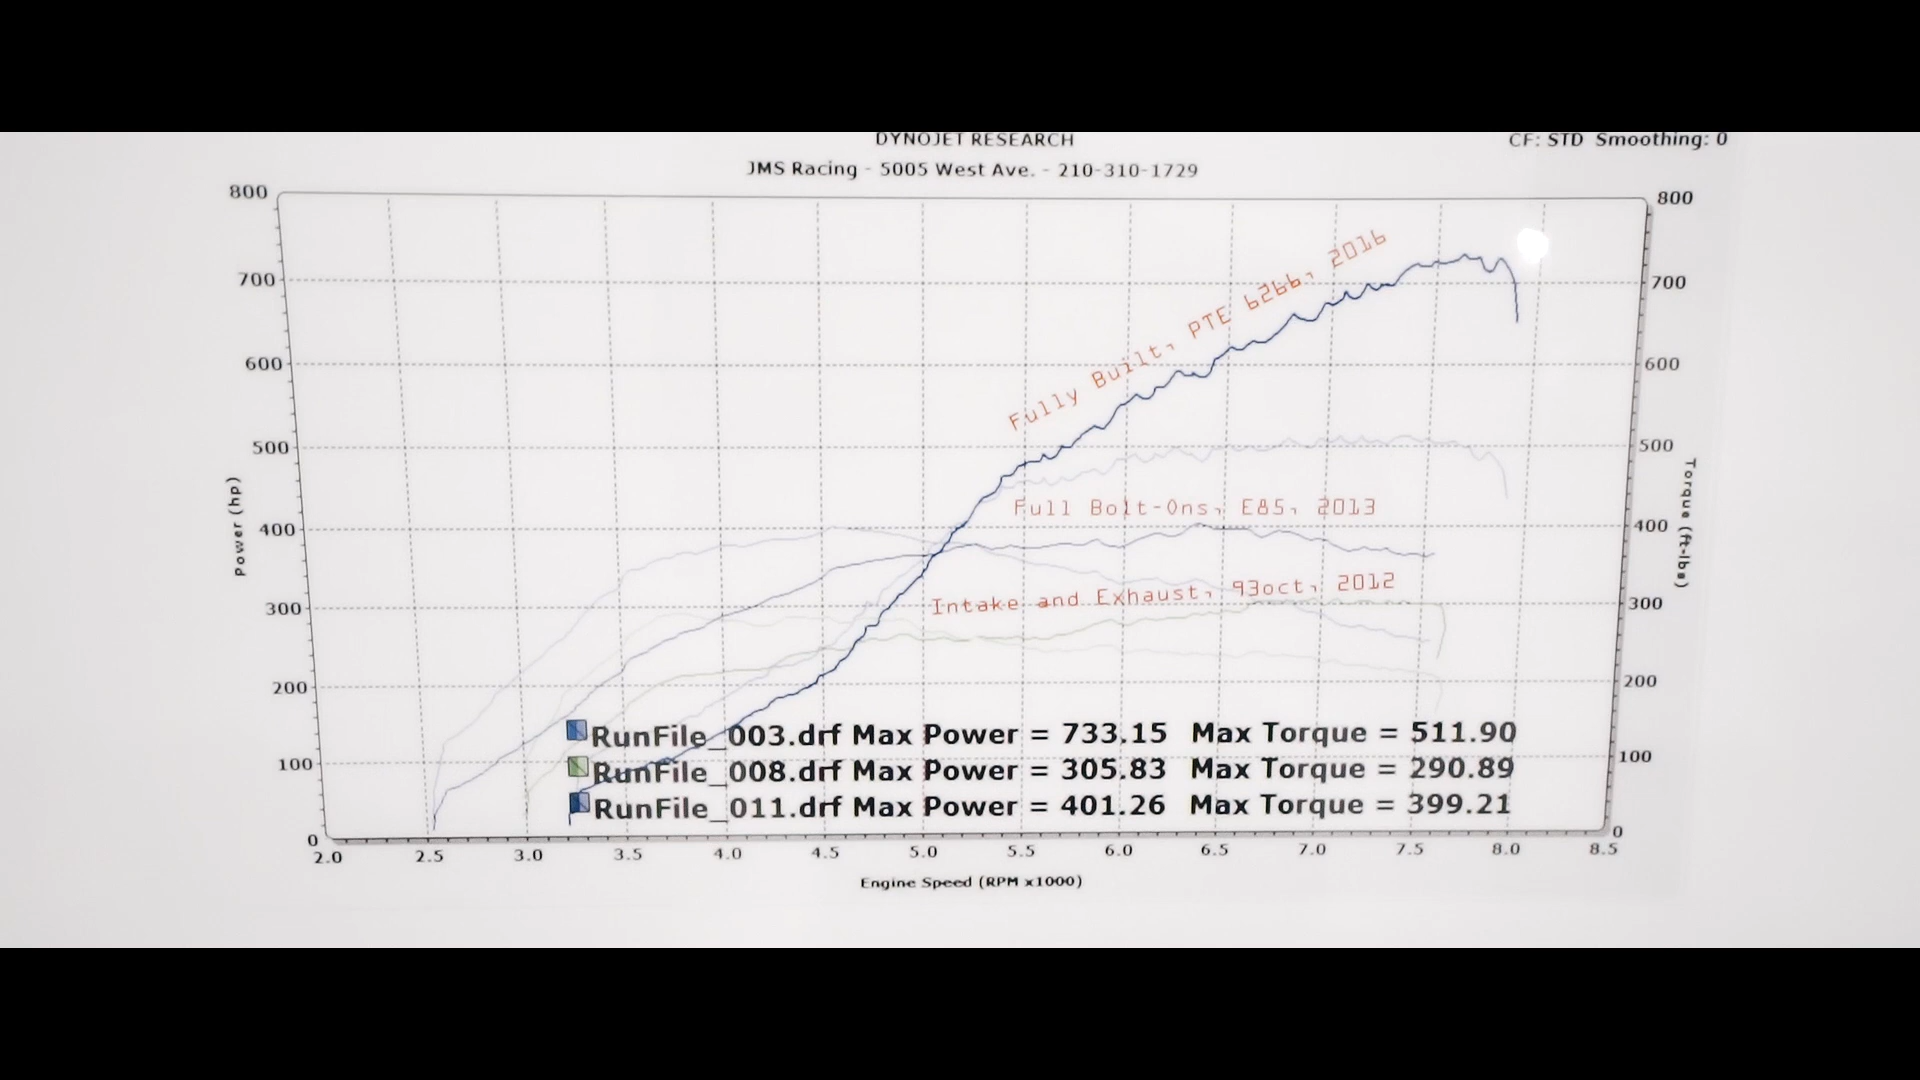 DYNOJET RESEARCH
CF: STD Smoothing: 0
JMS Racing - 5005 West Ave. - 210-310-1729
800
700
600
500
400
300
200
100
0
Power (hp)
800
700
600
500
400
300
200
100
0
Torque (ft-lbs)
Fully Built, PTE 6266, 2016
Full Bolt-Ons, E85, 2013
Intake and Exhaust, 93oct, 2012
RunFile_003.drf Max Power = 733.15 Max Torque = 511.90
RunFile_008.drf Max Power = 305.83 Max Torque = 290.89
RunFile_011.drf Max Power = 401.26 Max Torque = 399.21
2.0 2.5 3.0 3.5 4.0 4.5 5.0 5.5 6.0 6.5 7.0 7.5 8.0 8.5
Engine Speed (RPM x1000)